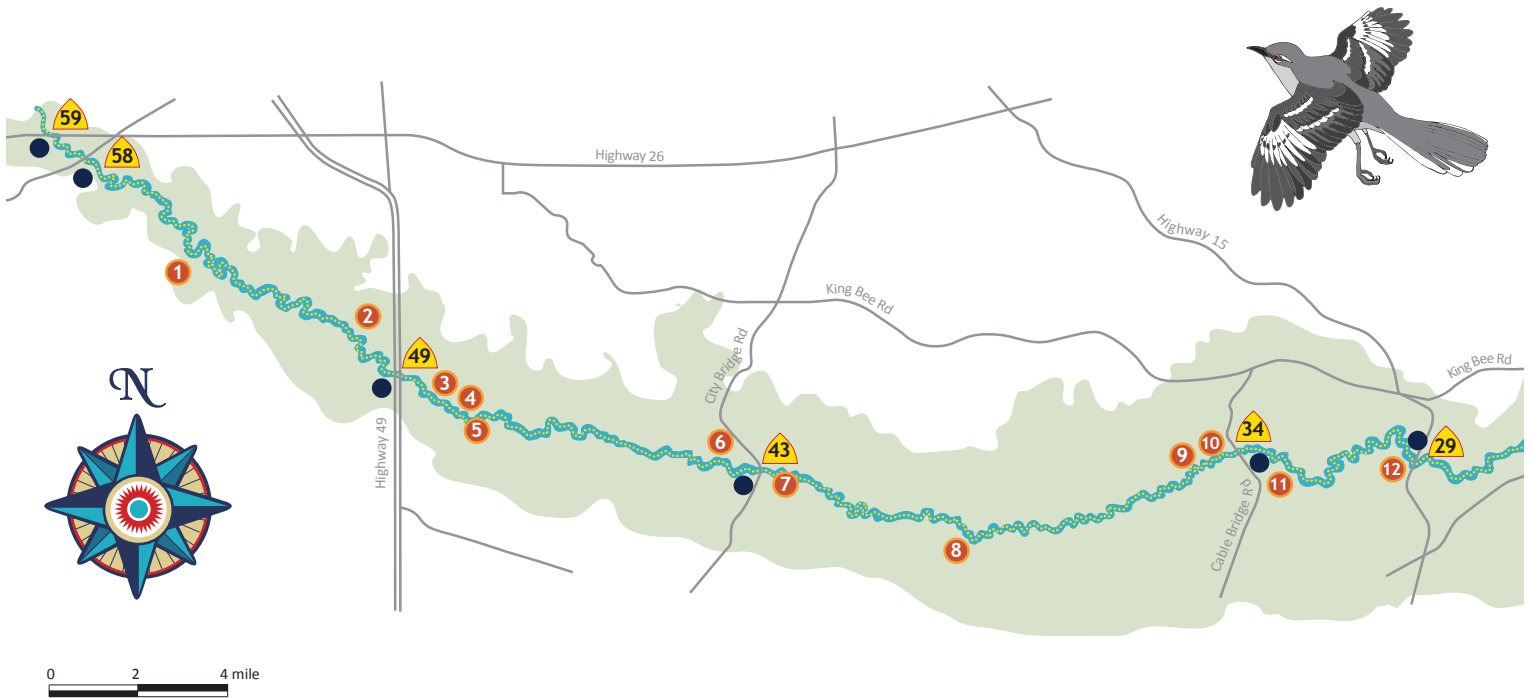 59
58
Highway 26
Highway 15
1
2
King Bee Rd
49
3
4
5
N
City Bridge Rd
King Bee Rd
Highway 49
6
43
7
8
9
10
34
11
12
29
Cable Bridge Rd
0 2 4 mile